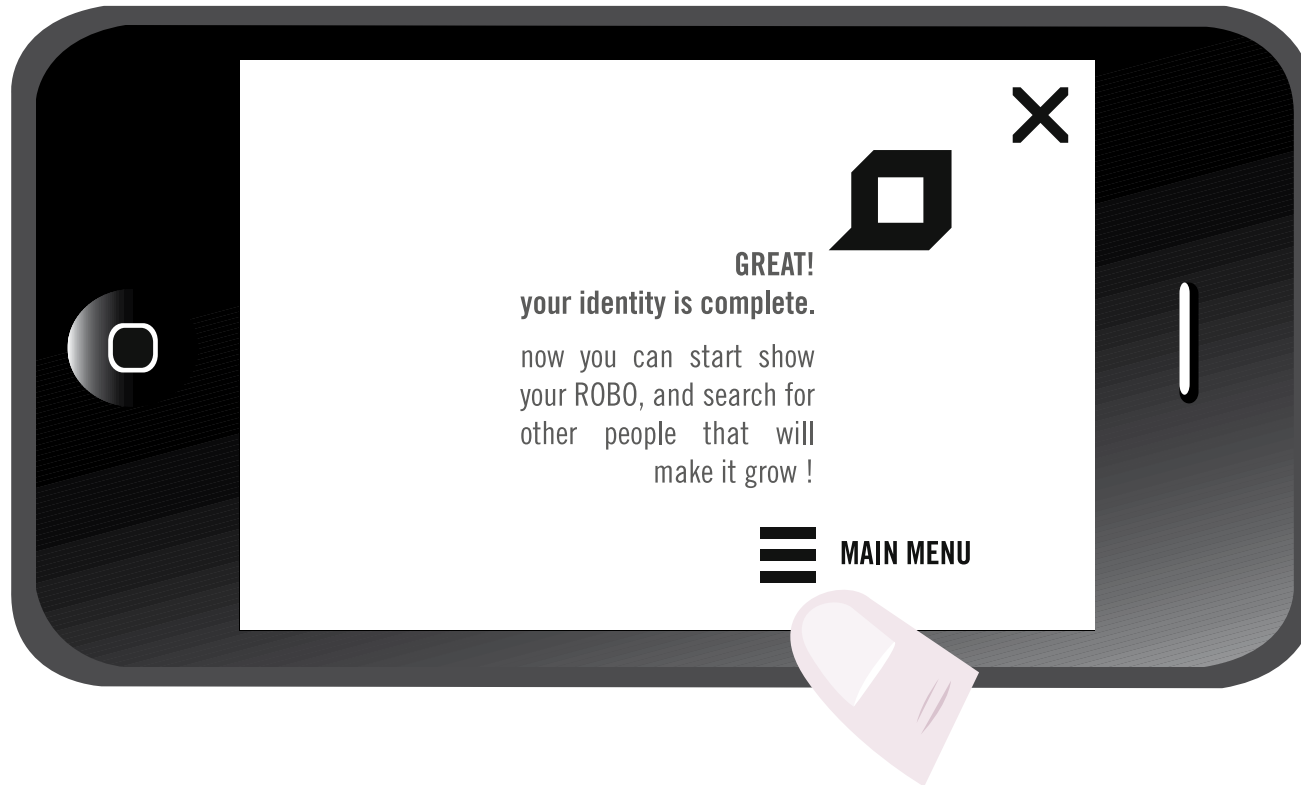 GREAT!
your identity is complete.
now you can start show
your ROBO, and search for
other people that will
make it grow !
MAIN MENU